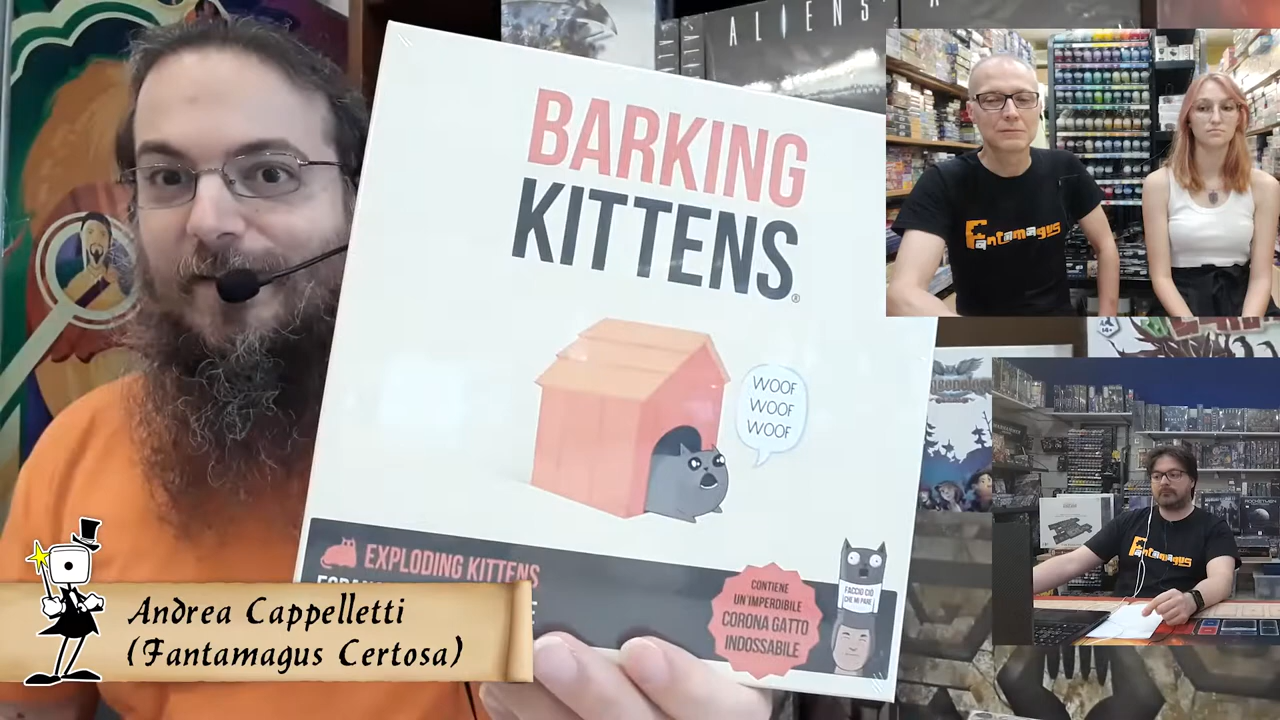 ALIENS
BARKING
KITTENS®
WOOF
WOOF
WOOF
EXPLODING KITTENS
CONTIENE
UN'IMPERDIBILE
CORONA GATTO
INDOSSABILE
FACCIO CIÒ
CHE MI PARE
Andrea Cappelletti
(Fantamagus Certosa)
Fantamagus
Fantamagus